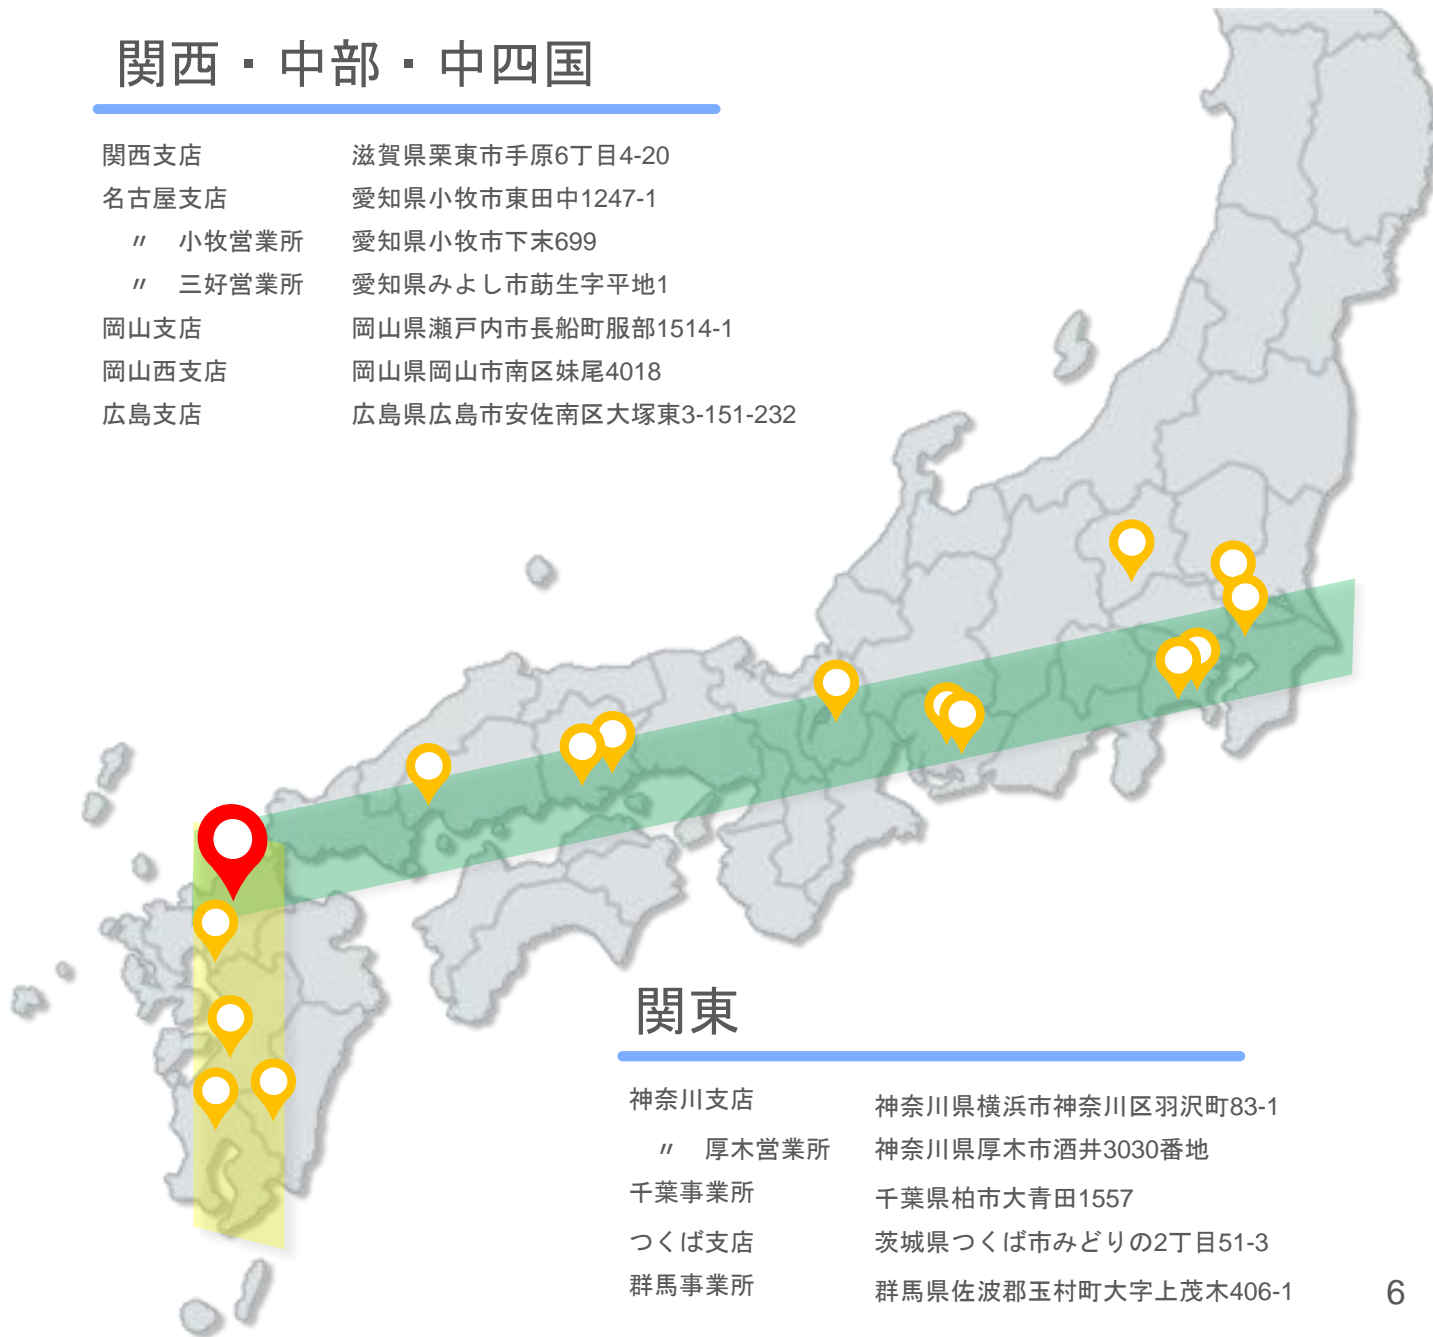 関西・中部・中四国
関西支店 滋賀県栗東市手原6丁目4-20
名古屋支店 愛知県小牧市東田中1247-1
〃 小牧営業所 愛知県小牧市下末699
〃 三好営業所 愛知県みよし市莇生字平地1
岡山支店 岡山県瀬戸内市長船町服部1514-1
岡山西支店 岡山県岡山市南区妹尾4018
広島支店 広島県広島市安佐南区大塚東3-151-232
関東
神奈川支店 神奈川県横浜市神奈川区羽沢町83-1
〃 厚木営業所 神奈川県厚木市酒井3030番地
千葉事業所 千葉県柏市大青田1557
つくば支店 茨城県つくば市みどりの2丁目51-3
群馬事業所 群馬県佐波郡玉村町大字上茂木406-1
6